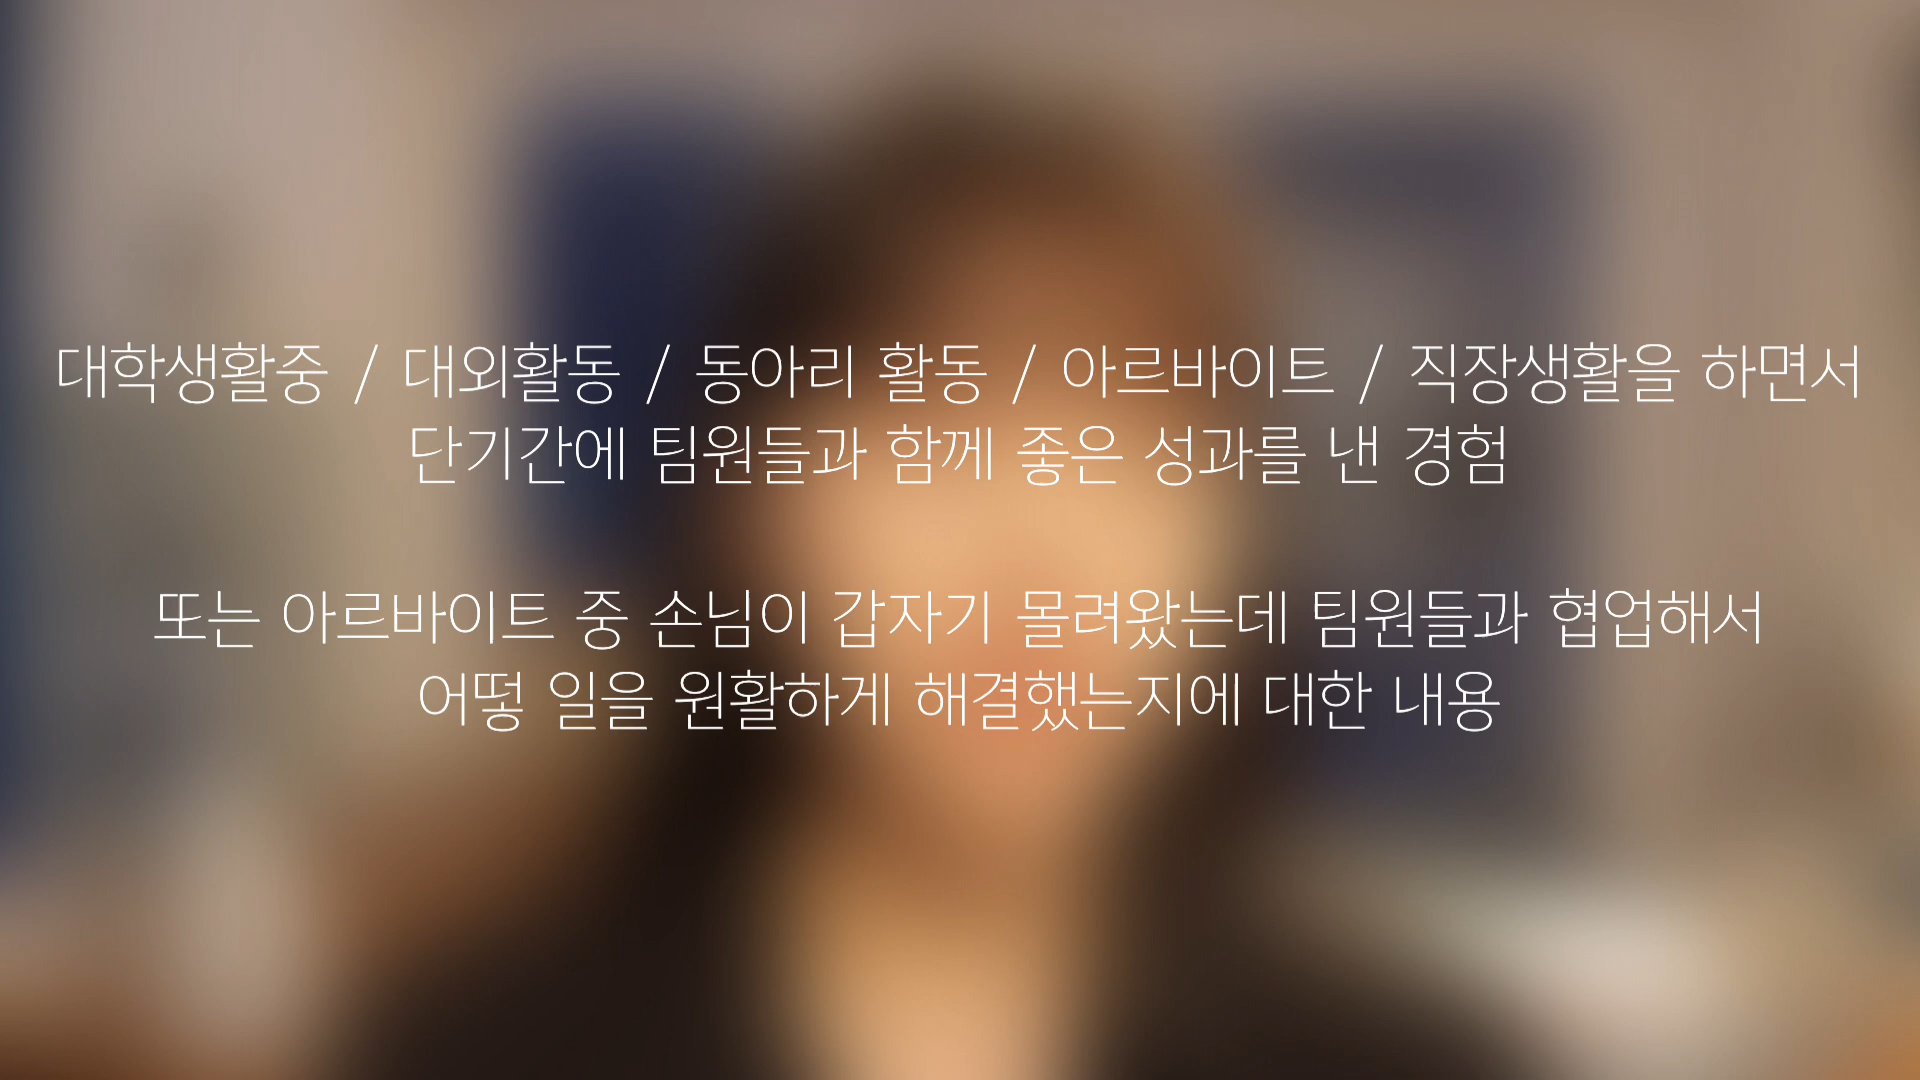 대학생활중 / 대외활동 / 동아리 활동 / 아르바이트 / 직장생활을 하면서
단기간에 팀원들과 함께 좋은 성과를 낸 경험
또는 아르바이트 중 손님이 갑자기 몰려왔는데 팀원들과 협업해서
어떻 일을 원활하게 해결했는지에 대한 내용